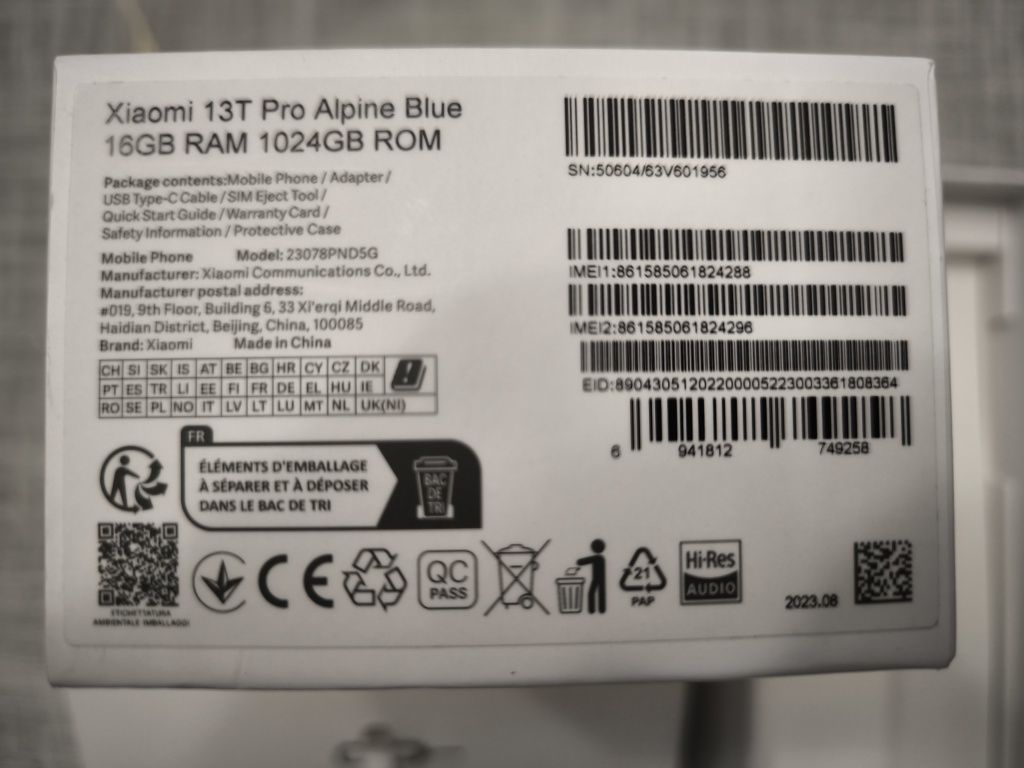 Xiaomi 13T Pro Alpine Blue
16GB RAM 1024GB ROM
Package contents:Mobile Phone / Adapter /
USB Type-C Cable / SIM Eject Tool /
Quick Start Guide / Warranty Card /
Safety Information / Protective Case
Mobile Phone Model: 23078PND5G
Manufacturer: Xiaomi Communications Co., Ltd.
Manufacturer postal address:
#019, 9th Floor, Building 6, 33 Xi'erqi Middle Road,
Haidian District, Beijing, China, 100085
Brand: Xiaomi Made in China
CH SI SK IS AT BE BG HR CY CZ DK
PT ES TR LI EE FI FR DE EL HU IE
RO SE PL NO IT LV LT LU MT NL UK(NI)
FR
ÉLÉMENTS D'EMBALLAGE
À SÉPARER ET À DÉPOSER
DANS LE BAC DE TRI
BAC
DE
TRI
ETICHETTATURA
AMBIENTALE IMBALLAGGI
CE
QC
PASS
21
PAP
Hi-Res
AUDIO
2023.08
SN:50604/63V601956
IMEI1:861585061824288
IMEI2:861585061824296
EID:89043051202200005223003361808364
6 941812 749258